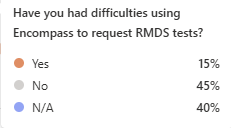 Have you had difficulties using
Encompass to request RMDS tests?
Yes 15%
No 45%
N/A 40%